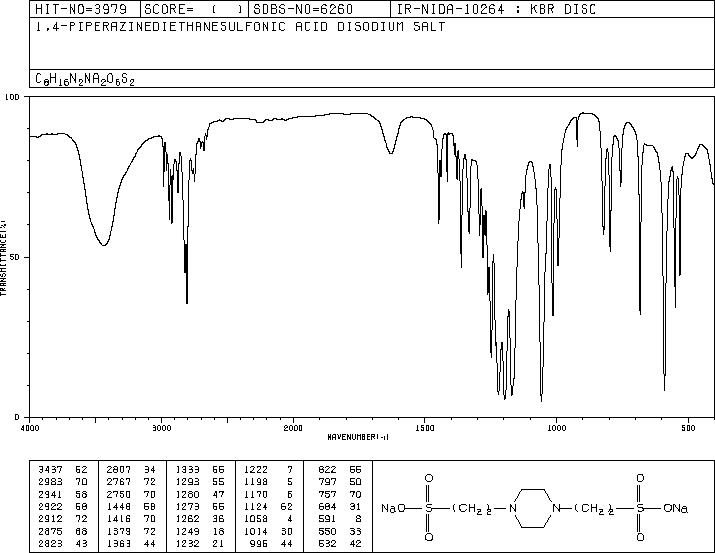 HIT-NO=3979 SCORE= ( ) SDBS-NO=6260 IR-NIDA-10264 : KBR DISC
1,4-PIPERAZINEDIETHANESULFONIC ACID DISODIUM SALT
C8H16N2NA2O6S2
100
50
0
TRANSMITTANCE(%)
4000 3000 2000 1500 1000 500
WAVENUMBER(-1)
3437 52 2807 34 1333 55 1222 7 822 55
2983 70 2767 72 1293 55 1198 5 797 50
2941 58 2750 70 1280 47 1170 6 757 70
2922 58 1448 58 1273 55 1124 62 684 31
2912 72 1416 70 1262 36 1058 4 591 8
2875 68 1379 72 1249 18 1014 30 550 33
2823 43 1363 44 1232 21 996 44 532 42
O O
NaO S (CH2)2 N N (CH2)2 S ONa
O O